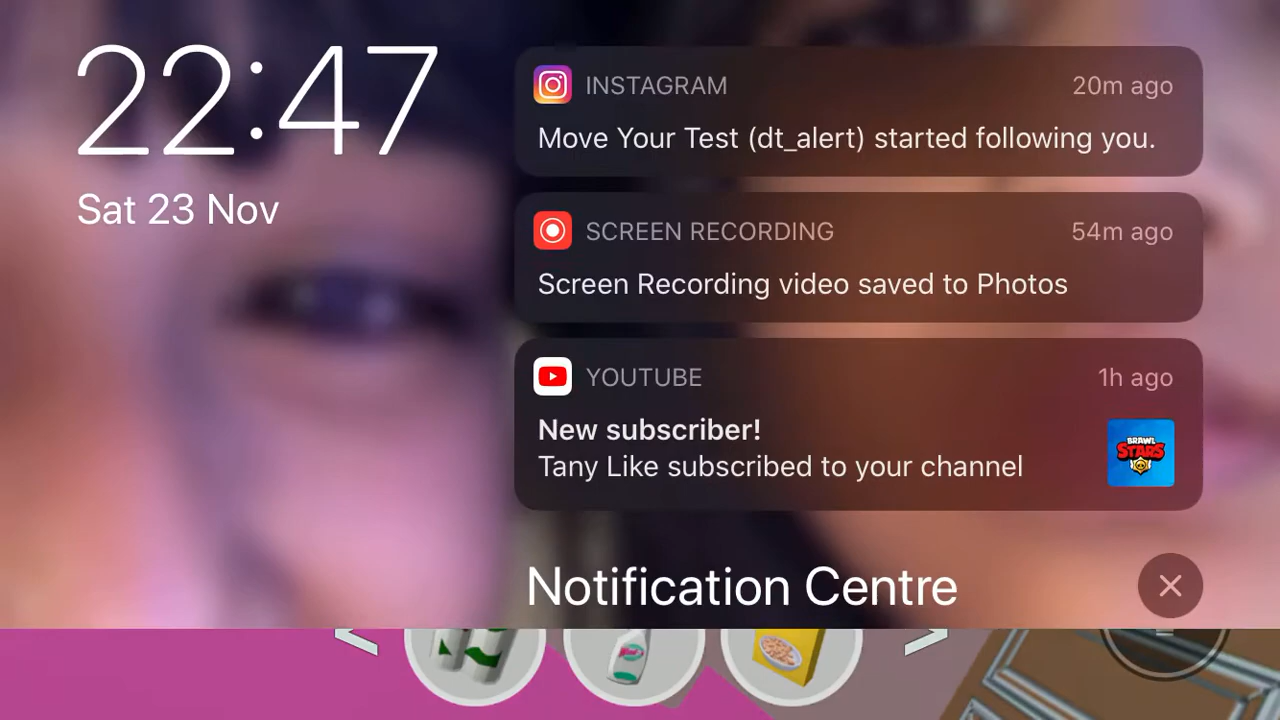 22:47
Sat 23 Nov
INSTAGRAM 20m ago
Move Your Test (dt_alert) started following you.
SCREEN RECORDING 54m ago
Screen Recording video saved to Photos
YOUTUBE 1h ago
New subscriber!
Tany Like subscribed to your channel
BRAWL
STARS
Notification Centre